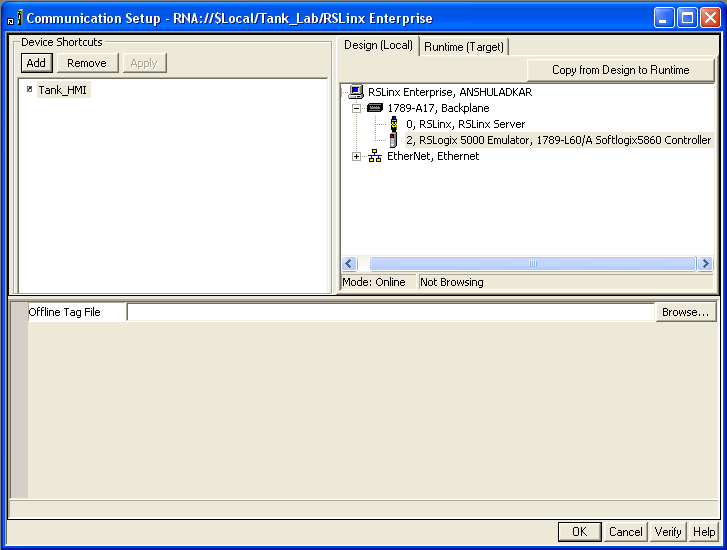 Communication Setup - RNA://$Local/Tank_Lab/RSLinx Enterprise
Device Shortcuts
Add Remove Apply
Tank_HMI
Design (Local) Runtime (Target)
Copy from Design to Runtime
RSLinx Enterprise, ANSHULADKAR
1789-A17, Backplane
0, RSLinx, RSLinx Server
2, RSLogix 5000 Emulator, 1789-L60/A Softlogix5860 Controller
EtherNet, Ethernet
Mode: Online Not Browsing
Offline Tag File Browse...
OK Cancel Verify Help